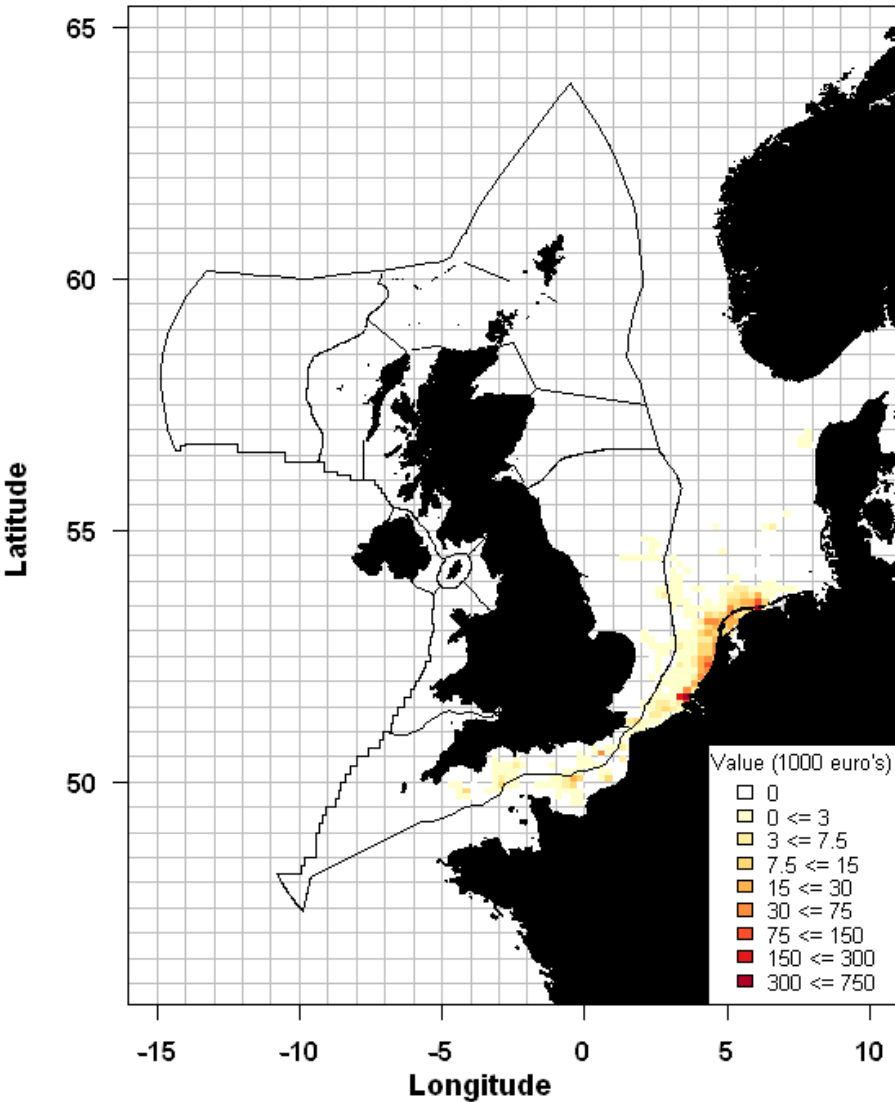 65
60
55
50
Latitude
Value (1000 euro's)
0
0 <= 3
3 <= 7.5
7.5 <= 15
15 <= 30
30 <= 75
75 <= 150
150 <= 300
300 <= 750
-15 -10 -5 0 5 10
Longitude